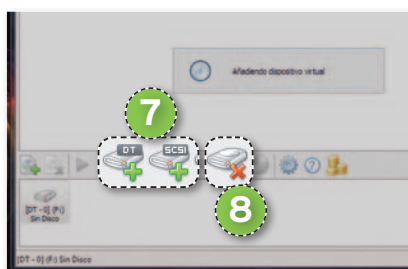 Añadiendo dispositivo virtual
7
DT
SCSI
8
[DT - 0] (F:)
Sin Disco
[DT - 0] (F:) Sin Disco